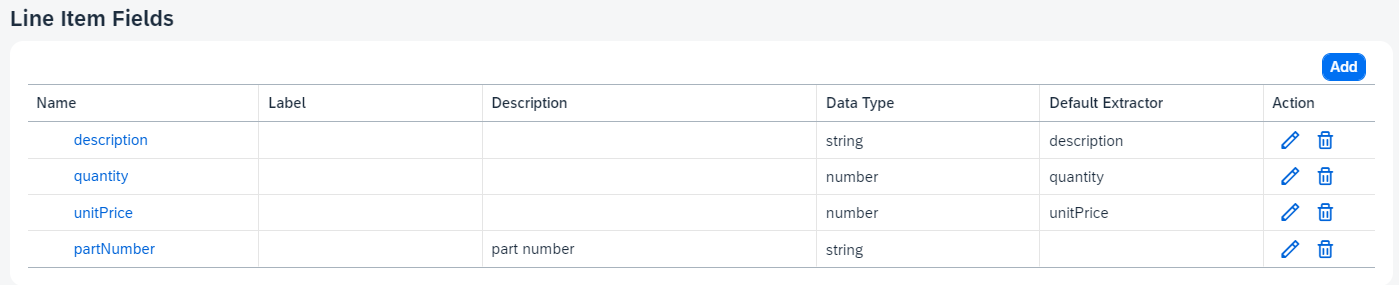 Line Item Fields
Add
Name Label Description Data Type Default Extractor Action
description string description
quantity number quantity
unitPrice number unitPrice
partNumber part number string